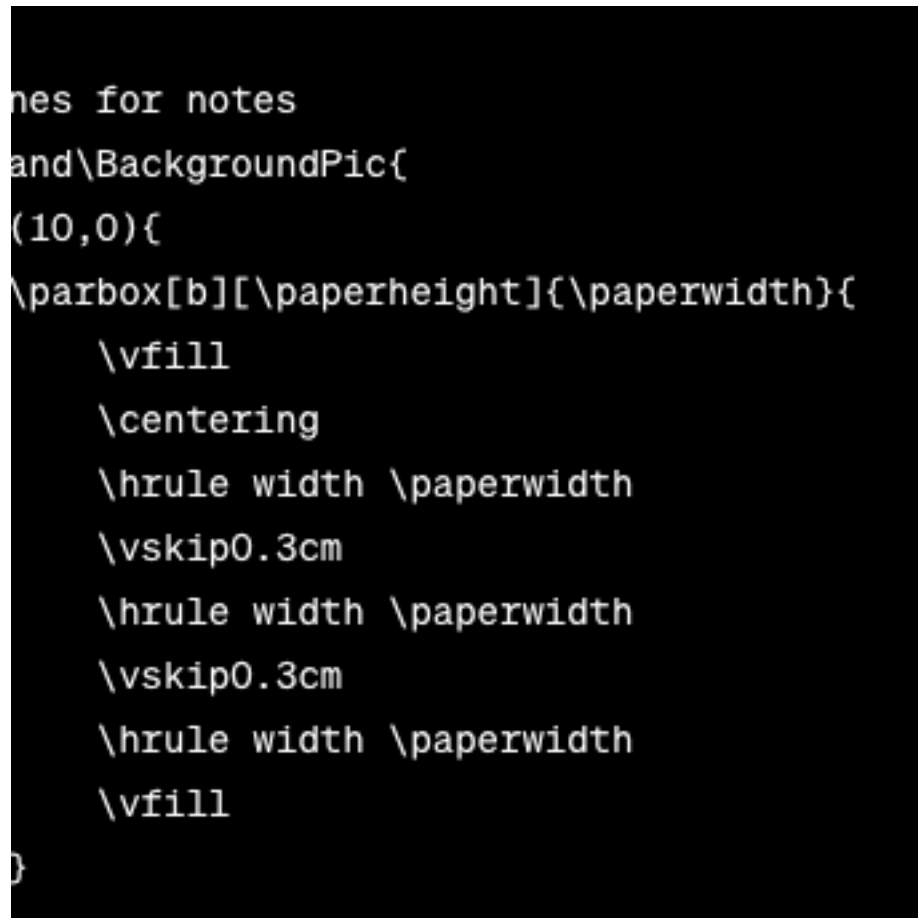 nes for notes
and\BackgroundPic{
(10,0){
\parbox[b][\paperheight]{\paperwidth}{
\vfill
\centering
\hrule width \paperwidth
\vskip0.3cm
\hrule width \paperwidth
\vskip0.3cm
\hrule width \paperwidth
\vfill
}